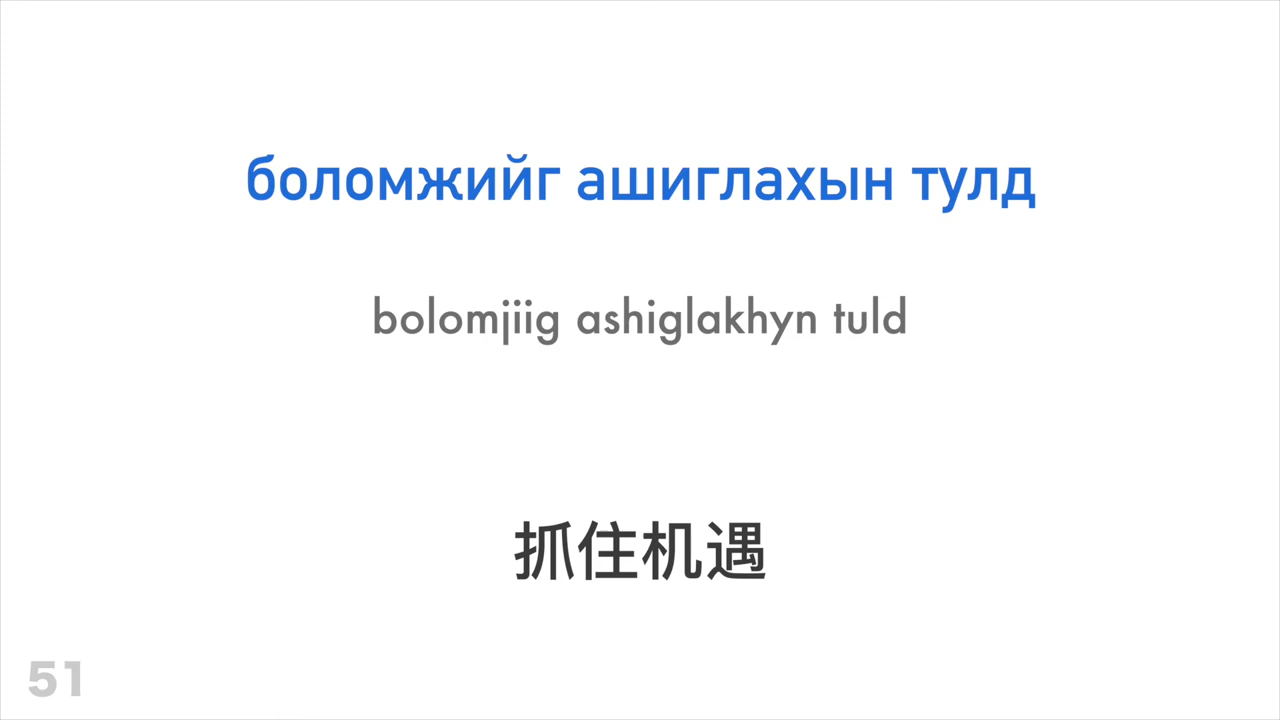 боломжийг ашиглахын тулд
bolomjiig ashiglakhyn tuld
抓住机遇
51